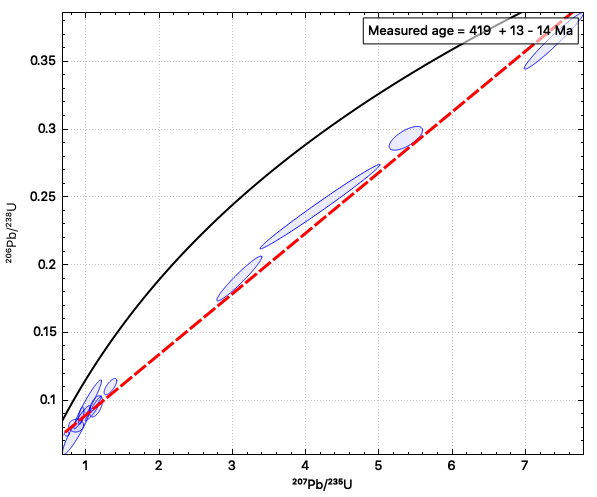 Measured age = 419 + 13 - 14 Ma
0.35
0.3
0.25
0.2
0.15
0.1
²⁰⁶Pb/²³⁸U
1 2 3 4 5 6 7
²⁰⁷Pb/²³⁵U